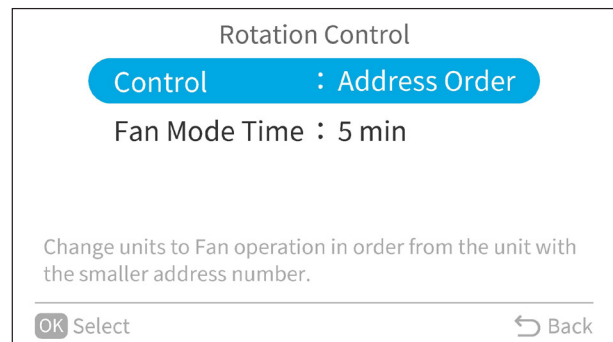 Rotation Control
Control : Address Order
Fan Mode Time : 5 min
Change units to Fan operation in order from the unit with
the smaller address number.
OK Select Back